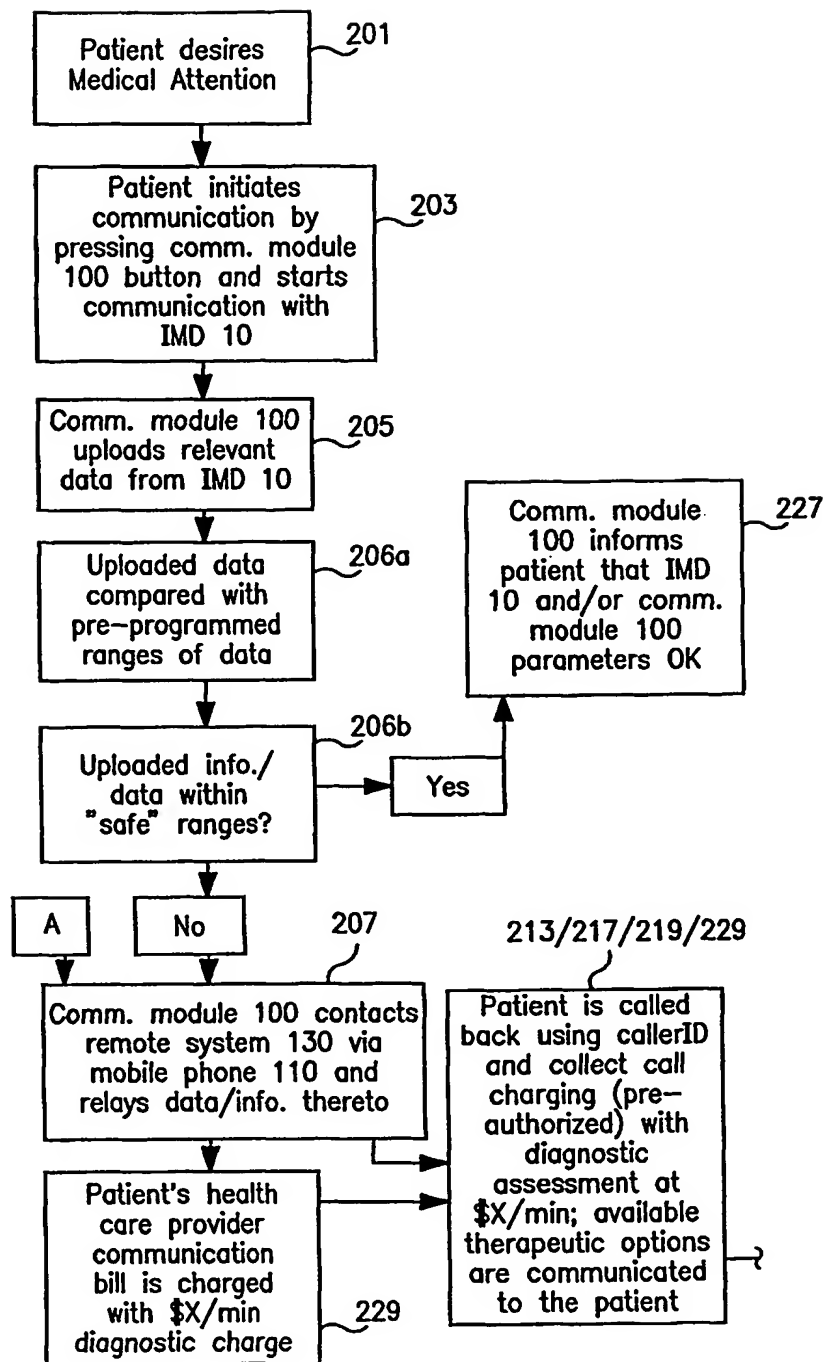 201
Patient desires
Medical Attention
203
Patient initiates
communication by
pressing comm. module
100 button and starts
communication with
IMD 10
205
Comm. module 100
uploads relevant
data from IMD 10
206a
Uploaded data
compared with
pre-programmed
ranges of data
227
Comm. module
100 informs
patient that IMD
10 and/or comm.
module 100
parameters OK
206b
Uploaded info./
data within
"safe" ranges?
Yes
A
No
207
Comm. module 100 contacts
remote system 130 via
mobile phone 110 and
relays data/info. thereto
213/217/219/229
Patient is called
back using callerID
and collect call
charging (pre-
authorized) with
diagnostic
assessment at
$X/min; available
therapeutic options
are communicated
to the patient
Patient's health
care provider
communication
bill is charged
with $X/min
diagnostic charge
229